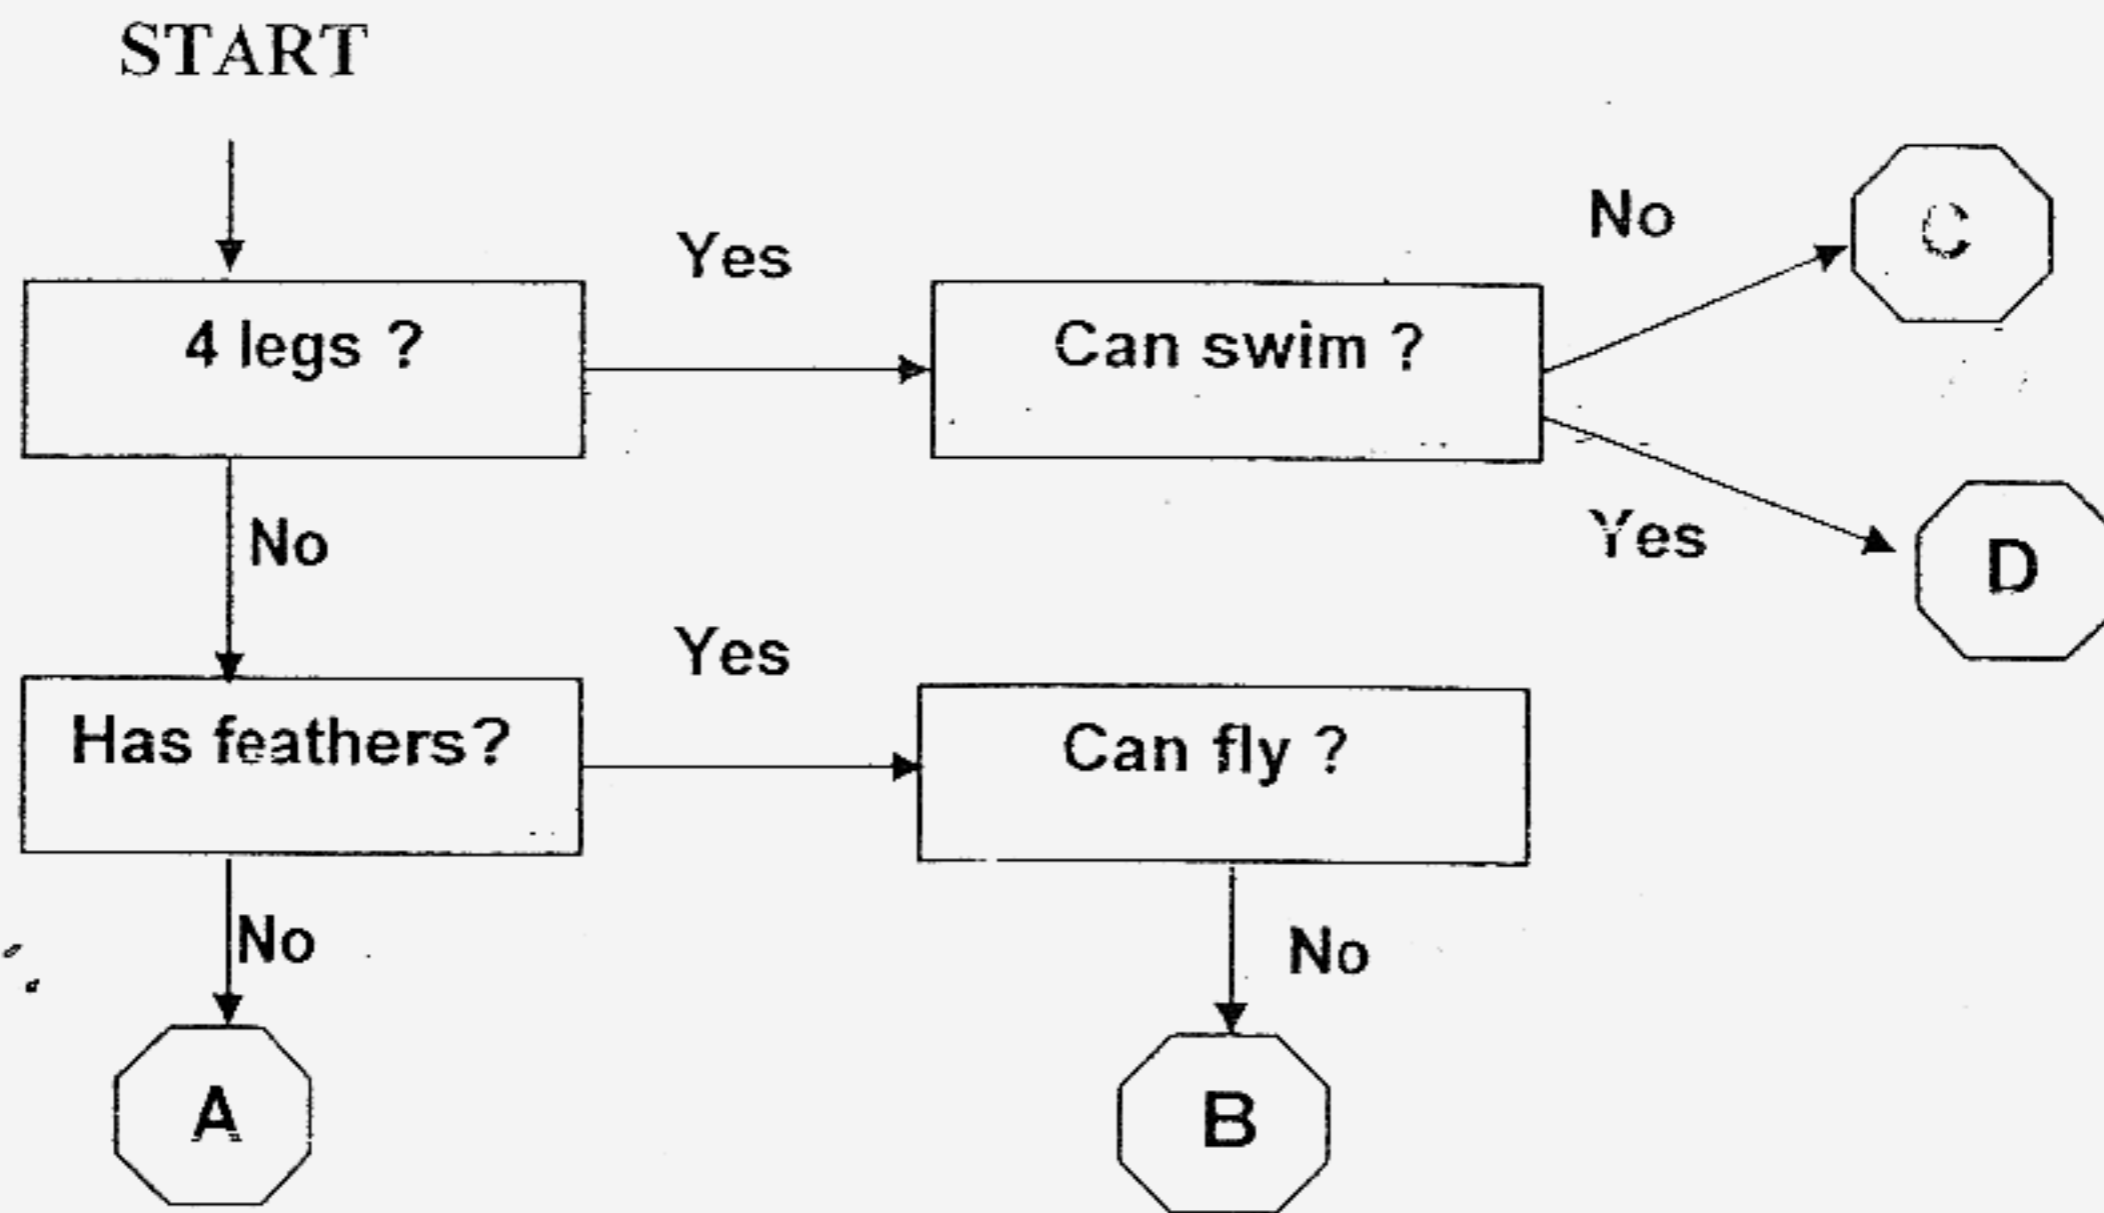 START
No
C
Yes
4 legs ?
Can swim ?
No
Yes
D
Yes
Has feathers?
Can fly ?
No
No
A
B